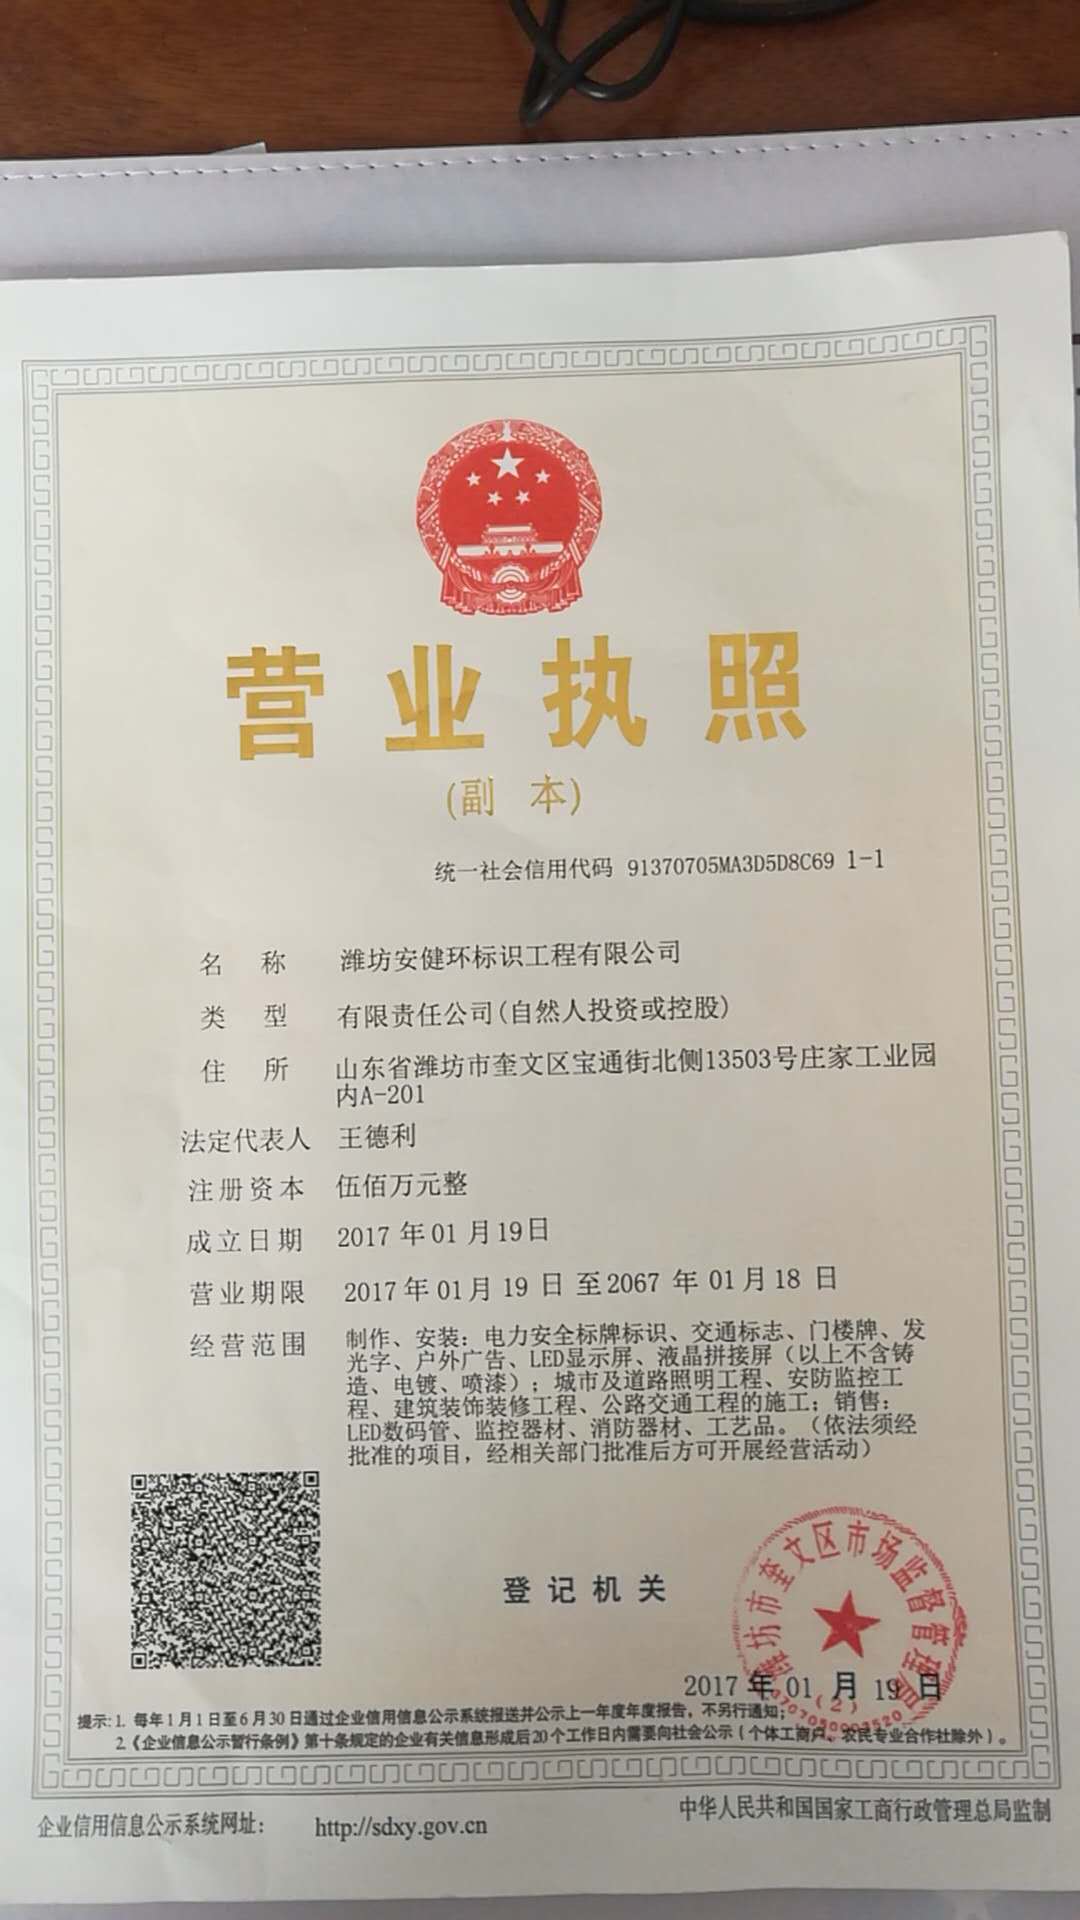 营业执照
(副 本)
统一社会信用代码 91370705MA3D5D8C69 1-1
名 称 潍坊安健环标识工程有限公司
类 型 有限责任公司(自然人投资或控股)
住 所 山东省潍坊市奎文区宝通街北侧13503号庄家工业园
内A-201
法定代表人 王德利
注册资本 伍佰万元整
成立日期 2017 年 01 月 19 日
营业期限 2017 年 01 月 19 日 至 2067 年 01 月 18 日
经营范围 制作、安装：电力安全标牌标识、交通标志、门楼牌、发
光字、户外广告、LED显示屏、液晶拼接屏（以上不含铸
造、电镀、喷漆）；城市及道路照明工程、安防监控工
程、建筑装饰装修工程、公路交通工程的施工；销售：
LED数码管、监控器材、消防器材、工艺品。（依法须经
批准的项目，经相关部门批准后方可开展经营活动）
登记机关
潍坊市奎文区市场监督管理局
(2)
2017 年 01 月 19 日
提示：1. 每年1月1日至6月30日通过企业信用信息公示系统报送并公示上一年度年度报告，不另行通知；
2.《企业信息公示暂行条例》第十条规定的企业有关信息形成后20个工作日内需要向社会公示（个体工商户、农民专业合作社除外）。
企业信用信息公示系统网址： http://sdxy.gov.cn
中华人民共和国国家工商行政管理总局监制